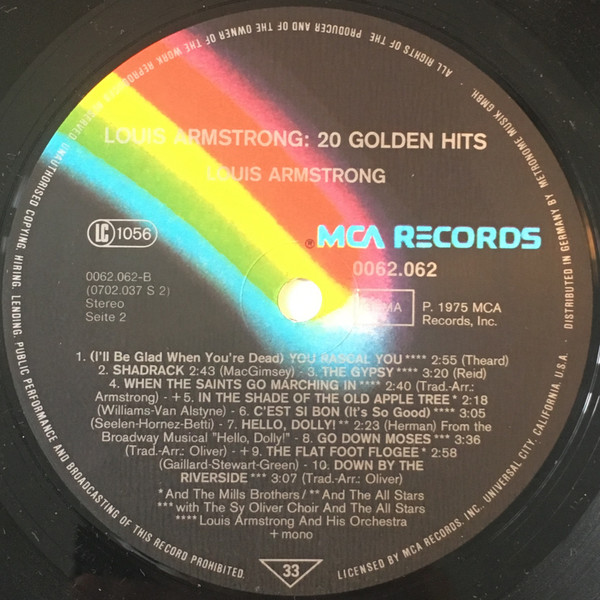 LOUIS ARMSTRONG: 20 GOLDEN HITS
LOUIS ARMSTRONG
LC 1056
® MCA RECORDS
0062.062
0062.062-B
(0702.037 S 2)
Stereo
Seite 2
P. 1975 MCA
Records, Inc.
1. (I'll Be Glad When You're Dead) YOU RASCAL YOU **** 2:55 (Theard)
2. SHADRACK 2:43 (MacGimsey) - 3. THE GYPSY **** 3:20 (Reid)
4. WHEN THE SAINTS GO MARCHING IN **** 2:40 (Trad.-Arr.:
Armstrong) - +5. IN THE SHADE OF THE OLD APPLE TREE * 2:18
(Williams-Van Alstyne) - 6. C'EST SI BON (It's So Good) **** 3:05
(Seelen-Hornez-Betti) - 7. HELLO, DOLLY! ** 2:23 (Herman) From the
Broadway Musical "Hello, Dolly!" - 8. GO DOWN MOSES *** 3:36
(Trad.-Arr.: Oliver) - +9. THE FLAT FOOT FLOGEE * 2:58
(Gaillard-Stewart-Green) - 10. DOWN BY THE
RIVERSIDE *** 3:07 (Trad.-Arr.: Oliver)
* And The Mills Brothers / ** And The All Stars
*** with The Sy Oliver Choir And The All Stars
**** Louis Armstrong And His Orchestra
+ mono
33
ALL RIGHTS OF THE PRODUCER AND OF THE OWNER OF THE WORK REPRODUCED RESERVED. UNAUTHORISED COPYING, HIRING, LENDING, PUBLIC PERFORMANCE AND BROADCASTING OF THIS RECORD PROHIBITED.
LICENSED BY MCA RECORDS, INC., UNIVERSAL CITY, CALIFORNIA, U.S.A. · DISTRIBUTED IN GERMANY BY METRONOME MUSIK GMBH.